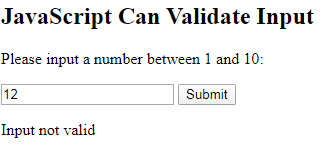 JavaScript Can Validate Input
Please input a number between 1 and 10:
12 Submit
Input not valid